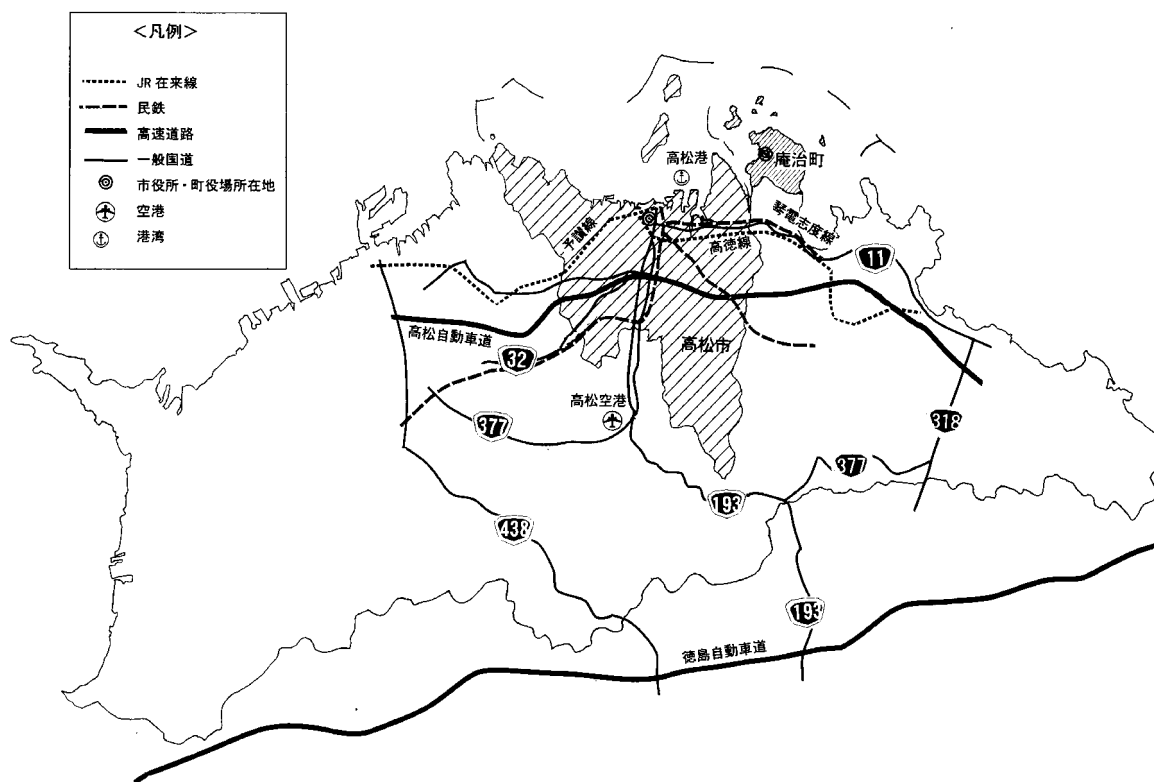 <凡例>
JR在来線
民鉄
高速道路
一般国道
市役所・町役場所在地
空港
港湾
庵治町
高松港
琴電志度線
予讃線
高徳線
11
高松自動車道
32
高松市
高松空港
377
318
377
193
438
193
徳島自動車道